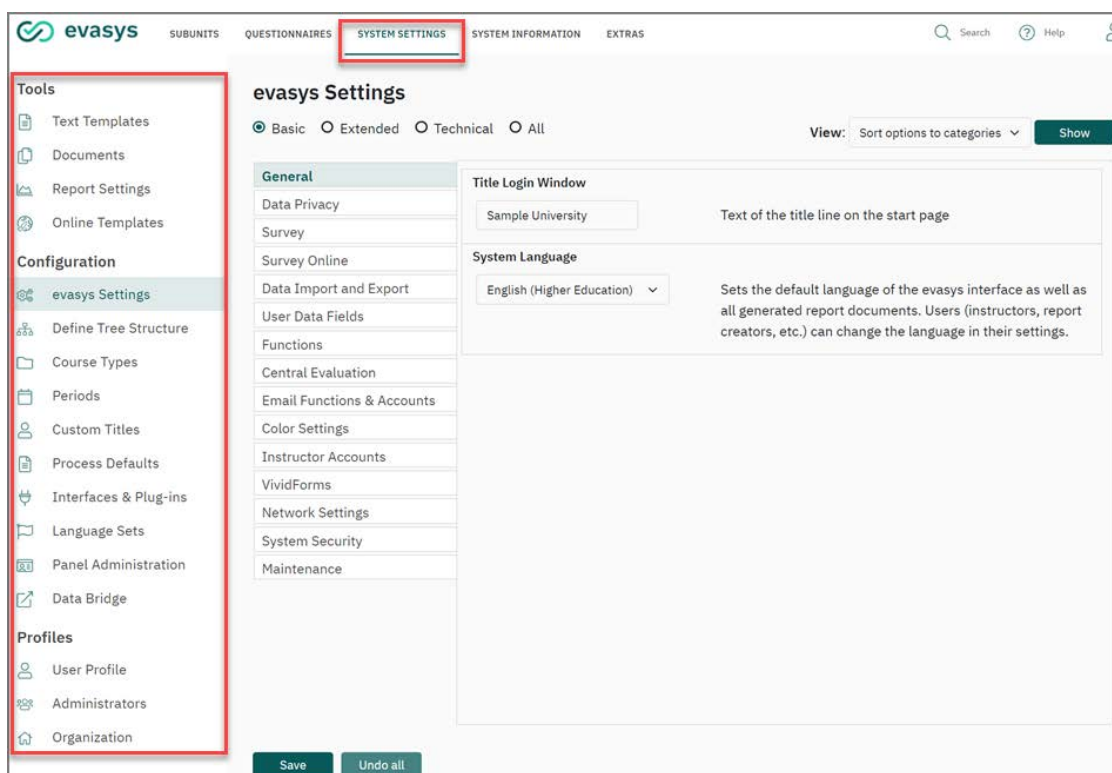 evasys
SUBUNITS QUESTIONNAIRES SYSTEM SETTINGS SYSTEM INFORMATION EXTRAS Search Help
Tools
Text Templates
Documents
Report Settings
Online Templates
Configuration
evasys Settings
Define Tree Structure
Course Types
Periods
Custom Titles
Process Defaults
Interfaces & Plug-ins
Language Sets
Panel Administration
Data Bridge
Profiles
User Profile
Administrators
Organization
evasys Settings
Basic Extended Technical All
View: Sort options to categories Show
General
Data Privacy
Survey
Survey Online
Data Import and Export
User Data Fields
Functions
Central Evaluation
Email Functions & Accounts
Color Settings
Instructor Accounts
VividForms
Network Settings
System Security
Maintenance
Title Login Window
Sample University Text of the title line on the start page
System Language
English (Higher Education) Sets the default language of the evasys interface as well as
all generated report documents. Users (instructors, report
creators, etc.) can change the language in their settings.
Save Undo all